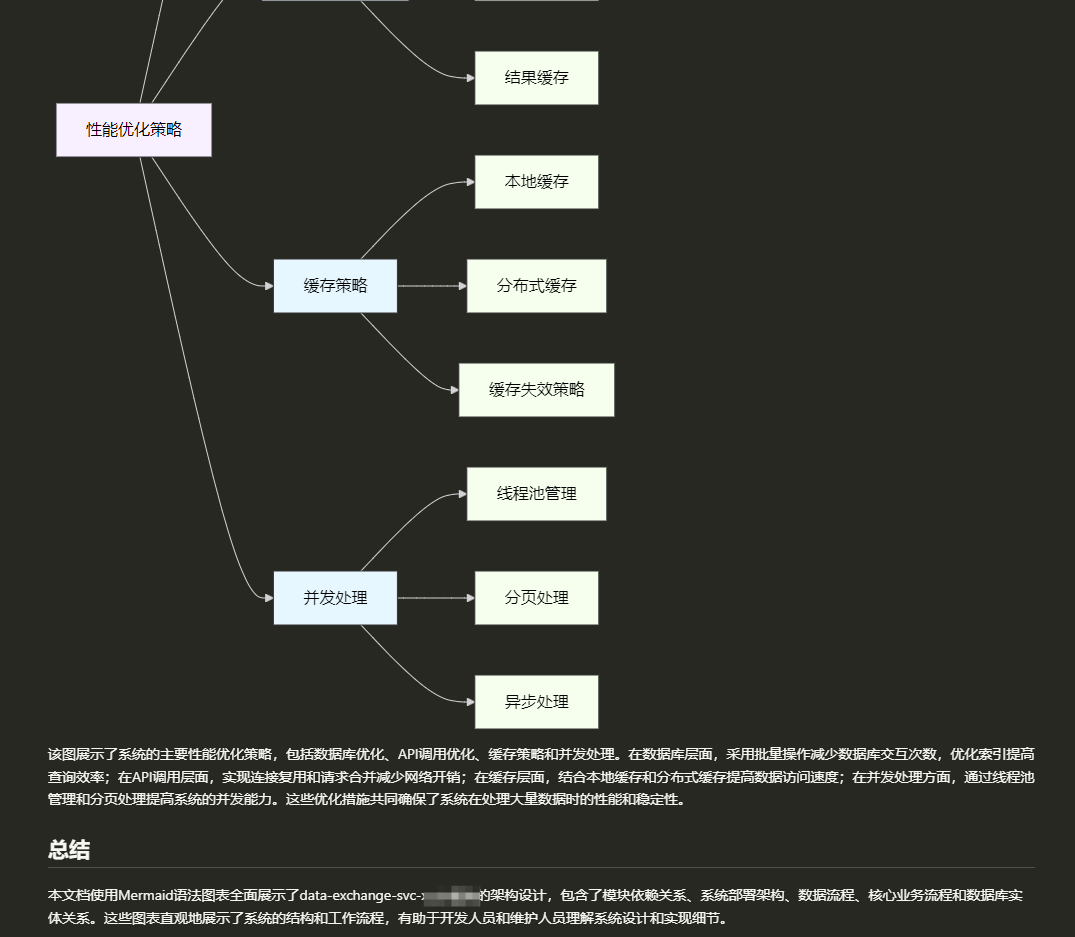 结果缓存
性能优化策略
本地缓存
缓存策略
分布式缓存
缓存失效策略
线程池管理
并发处理
分页处理
异步处理
该图展示了系统的主要性能优化策略，包括数据库优化、API调用优化、缓存策略和并发处理。在数据库层面，采用批量操作减少数据库交互次数，优化索引提高
查询效率；在API调用层面，实现连接复用和请求合并减少网络开销；在缓存层面，结合本地缓存和分布式缓存提高数据访问速度；在并发处理方面，通过线程池
管理和分页处理提高系统的并发能力。这些优化措施共同确保了系统在处理大量数据时的性能和稳定性。
总结
本文档使用Mermaid语法图表全面展示了data-exchange-svc-的架构设计，包含了模块依赖关系、系统部署架构、数据流程、核心业务流程和数据库实
体关系。这些图表直观地展示了系统的结构和工作流程，有助于开发人员和维护人员理解系统设计和实现细节。